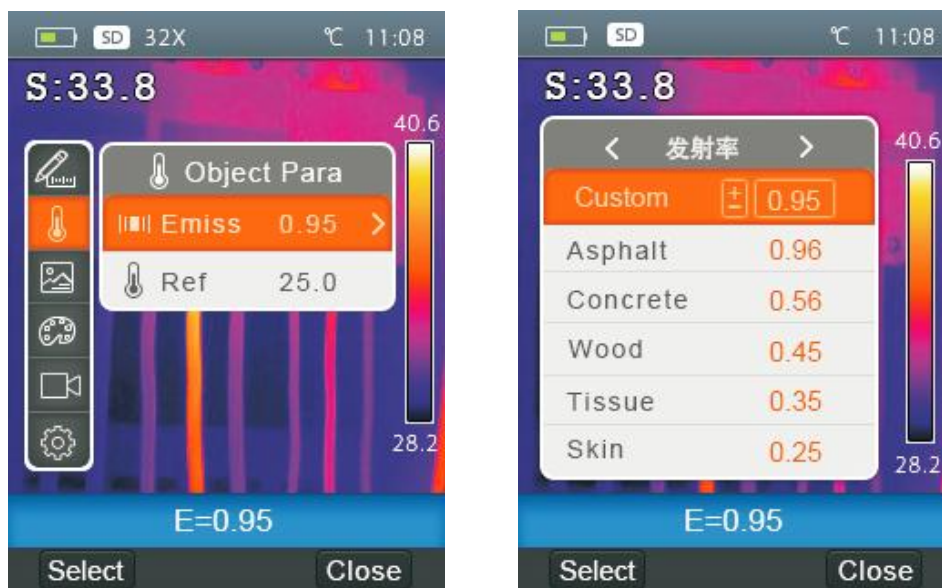 SD 32X ℃ 11:08
S:33.8
40.6
Object Para
Emiss 0.95 >
Ref 25.0
28.2
E=0.95
Select Close
SD ℃ 11:08
S:33.8
< 发射率 >
40.6
Custom ± 0.95
Asphalt 0.96
Concrete 0.56
Wood 0.45
Tissue 0.35
Skin 0.25
28.2
E=0.95
Select Close